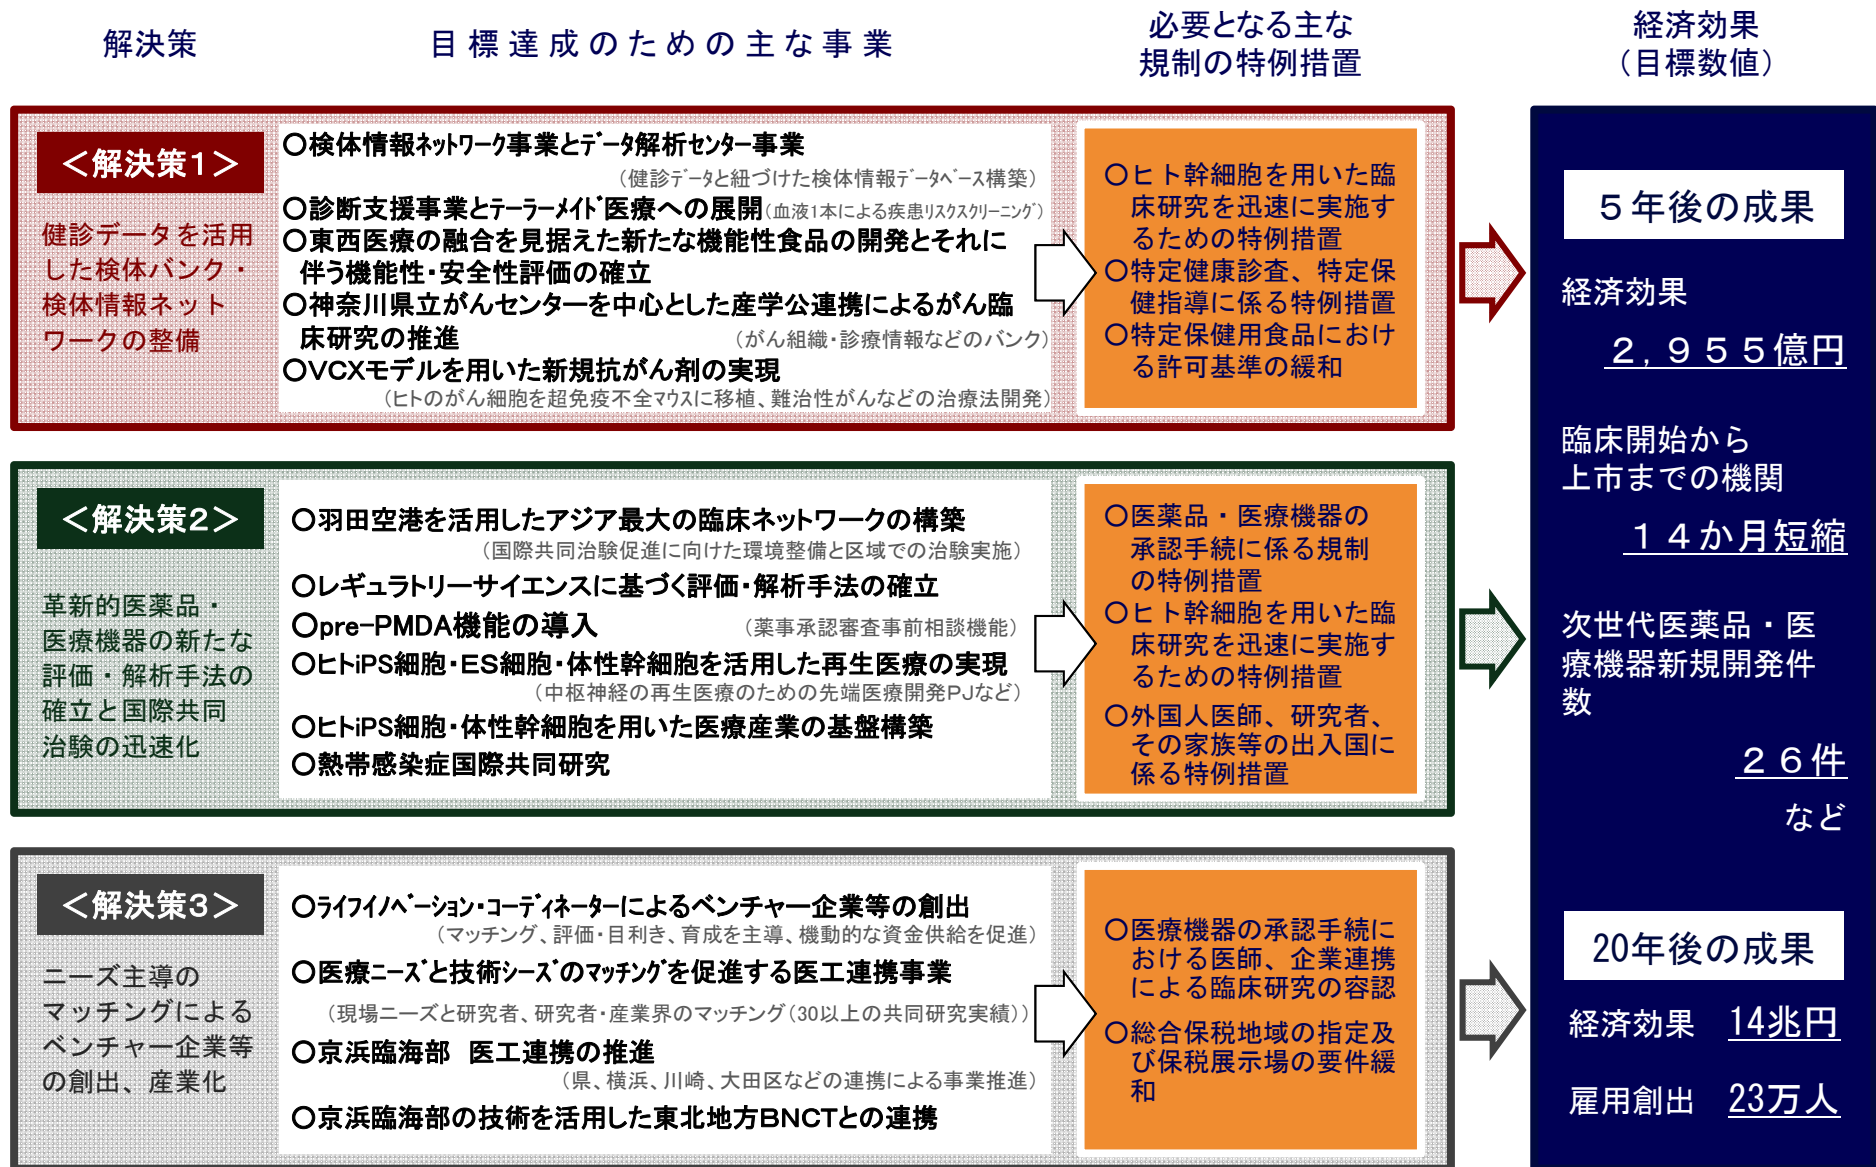 解決策
目標達成のための主な事業
必要となる主な
規制の特例措置
経済効果
（目標数値）
＜解決策１＞
健診データを活用
した検体バンク・
検体情報ネット
ワークの整備
○検体情報ﾈｯﾄﾜｰｸ事業とﾃﾞｰﾀ解析ｾﾝﾀｰ事業
（健診ﾃﾞｰﾀと紐づけた検体情報ﾃﾞｰﾀﾍﾞｰｽ構築）
○診断支援事業とﾃｰﾗｰﾒｲﾄﾞ医療への展開（血液1本による疾患ﾘｽｸｽｸﾘｰﾆﾝｸﾞ）
○東西医療の融合を見据えた新たな機能性食品の開発とそれに
伴う機能性・安全性評価の確立
○神奈川県立がんセンターを中心とした産学公連携によるがん臨
床研究の推進 （がん組織・診療情報などのバンク）
○VCXモデルを用いた新規抗がん剤の実現
（ヒトのがん細胞を超免疫不全ﾏｳｽに移植、難治性がんなどの治療法開発）
○ヒト幹細胞を用いた臨
床研究を迅速に実施す
るための特例措置
○特定健康診査、特定保
健指導に係る特例措置
○特定保健用食品におけ
る許可基準の緩和
＜解決策２＞
革新的医薬品・
医療機器の新たな
評価・解析手法の
確立と国際共同
治験の迅速化
○羽田空港を活用したアジア最大の臨床ネットワークの構築
（国際共同治験促進に向けた環境整備と区域での治験実施）
○レギュラトリーサイエンスに基づく評価・解析手法の確立
○pre-PMDA機能の導入 （薬事承認審査事前相談機能）
○ヒトiPS細胞・ES細胞・体性幹細胞を活用した再生医療の実現
（中枢神経の再生医療のための先端医療開発PJなど）
○ヒトiPS細胞・体性幹細胞を用いた医療産業の基盤構築
○熱帯感染症国際共同研究
○医薬品・医療機器の
承認手続に係る規制
の特例措置
○ヒト幹細胞を用いた臨
床研究を迅速に実施す
るための特例措置
○外国人医師、研究者、
その家族等の出入国に
係る特例措置
＜解決策３＞
ニーズ主導の
マッチングによる
ベンチャー企業等
の創出、産業化
○ﾗｲﾌｲﾉﾍﾞｰｼｮﾝ・ｺｰﾃﾞｨﾈｰﾀｰによるベンチャー企業等の創出
（マッチング、評価・目利き、育成を主導、機動的な資金供給を促進）
○医療ﾆｰｽﾞと技術ｼｰｽﾞのﾏｯﾁﾝｸﾞを促進する医工連携事業
（現場ニーズと研究者、研究者・産業界のマッチング（30以上の共同研究実績））
○京浜臨海部 医工連携の推進
（県、横浜、川崎、大田区などの連携による事業推進）
○京浜臨海部の技術を活用した東北地方BNCTとの連携
○医療機器の承認手続に
おける医師、企業連携
による臨床研究の容認
○総合保税地域の指定及
び保税展示場の要件緩
和
５年後の成果
経済効果
２，９５５億円
臨床開始から
上市までの機関
１４か月短縮
次世代医薬品・医
療機器新規開発件
数
２６件
など
20年後の成果
経済効果 14兆円
雇用創出 23万人